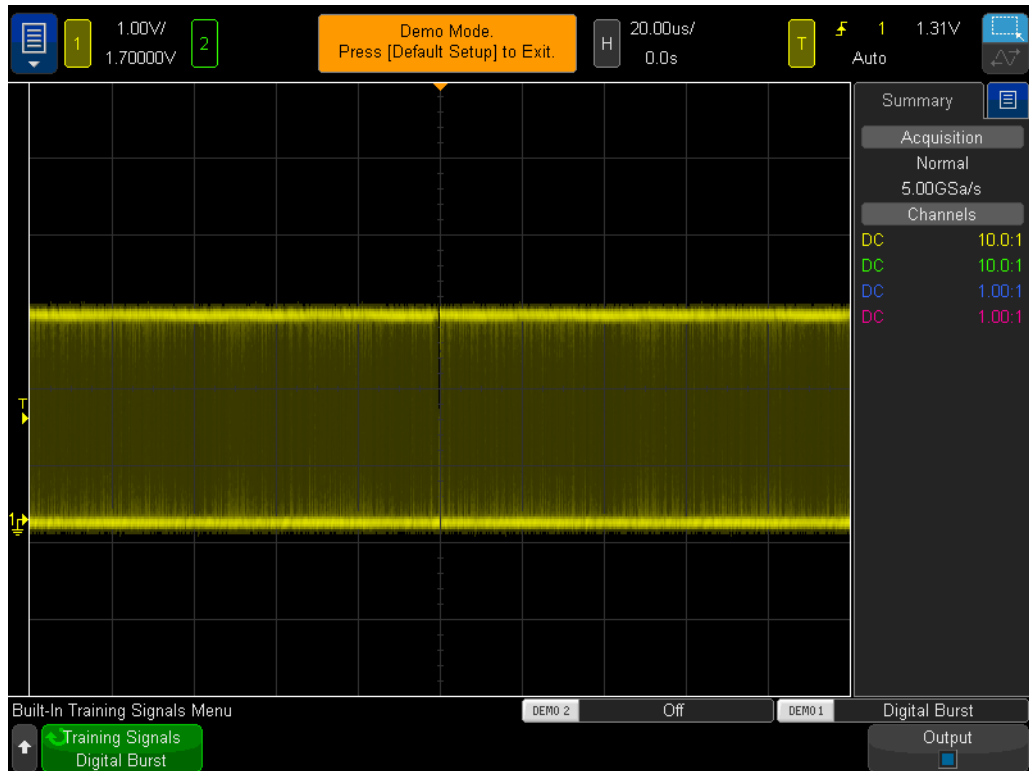 1
1.00V/
1.70000V
2
Demo Mode.
Press [Default Setup] to Exit.
H
20.00us/
0.0s
T
1
1.31V
Auto
Summary
Acquisition
Normal
5.00GSa/s
Channels
DC 10.0:1
DC 10.0:1
DC 1.00:1
DC 1.00:1
T
1
Built-In Training Signals Menu
DEMO 2 Off
DEMO 1 Digital Burst
Training Signals
Digital Burst
Output